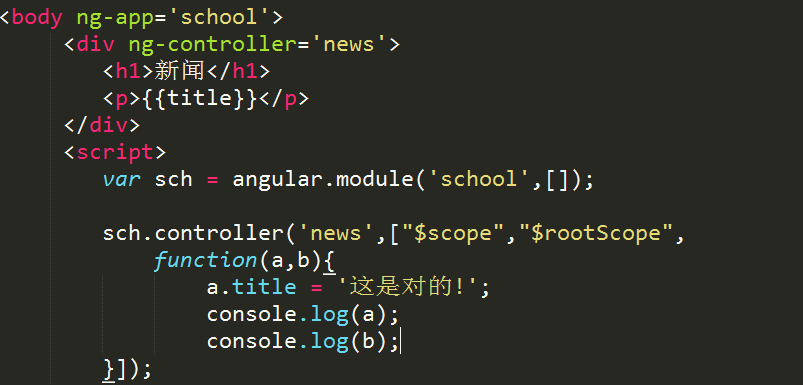 <body ng-app='school'>
<div ng-controller='news'>
<h1>新闻</h1>
<p>{{title}}</p>
</div>
<script>
var sch = angular.module('school',[]);
sch.controller('news',["$scope","$rootScope",
function(a,b){
a.title = '这是对的!';
console.log(a);
console.log(b);
}]);